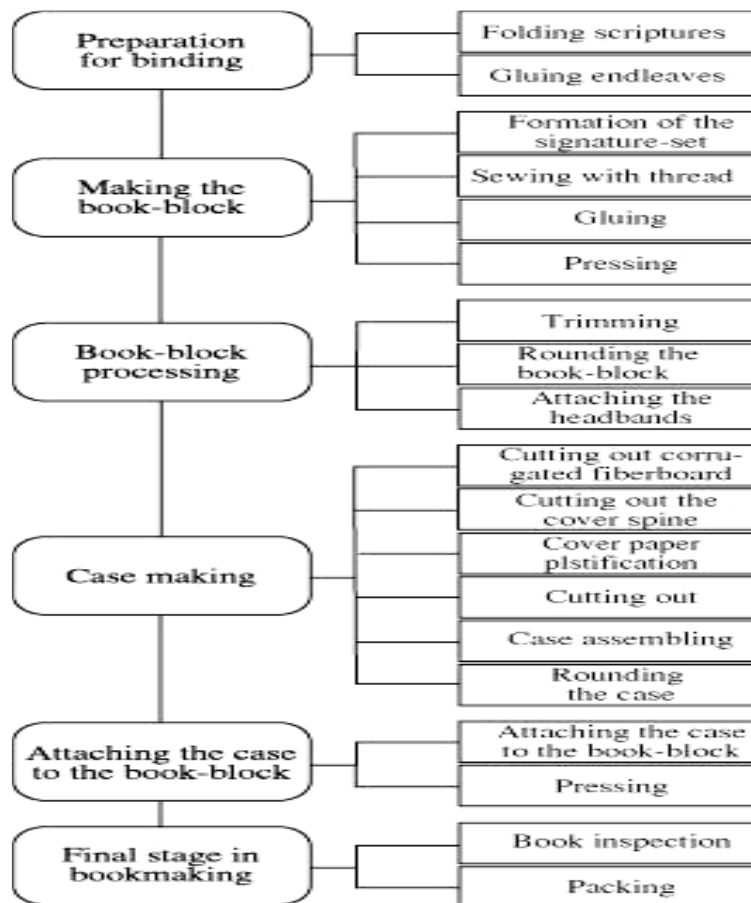 Preparation
for binding
Folding scriptures
Gluing endleaves
Making the
book-block
Formation of the
signature-set
Sewing with thread
Gluing
Pressing
Book-block
processing
Trimming
Rounding the
book-block
Attaching the
headbands
Case making
Cutting out corru-
gated fiberboard
Cutting out the
cover spine
Cover paper
plstification
Cutting out
Case assembling
Rounding
the case
Attaching the case
to the book-block
Attaching the case
to the book-block
Pressing
Final stage in
bookmaking
Book inspection
Packing